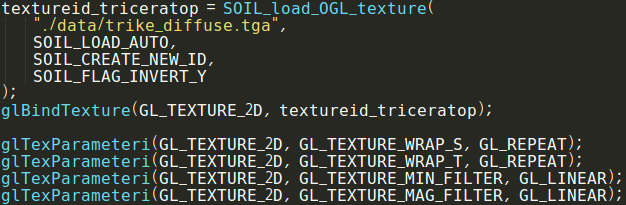 textureid_triceratop = SOIL_load_OGL_texture(
    "./data/trike_diffuse.tga",
    SOIL_LOAD_AUTO,
    SOIL_CREATE_NEW_ID,
    SOIL_FLAG_INVERT_Y
);
glBindTexture(GL_TEXTURE_2D, textureid_triceratop);

glTexParameteri(GL_TEXTURE_2D, GL_TEXTURE_WRAP_S, GL_REPEAT);
glTexParameteri(GL_TEXTURE_2D, GL_TEXTURE_WRAP_T, GL_REPEAT);
glTexParameteri(GL_TEXTURE_2D, GL_TEXTURE_MIN_FILTER, GL_LINEAR);
glTexParameteri(GL_TEXTURE_2D, GL_TEXTURE_MAG_FILTER, GL_LINEAR);